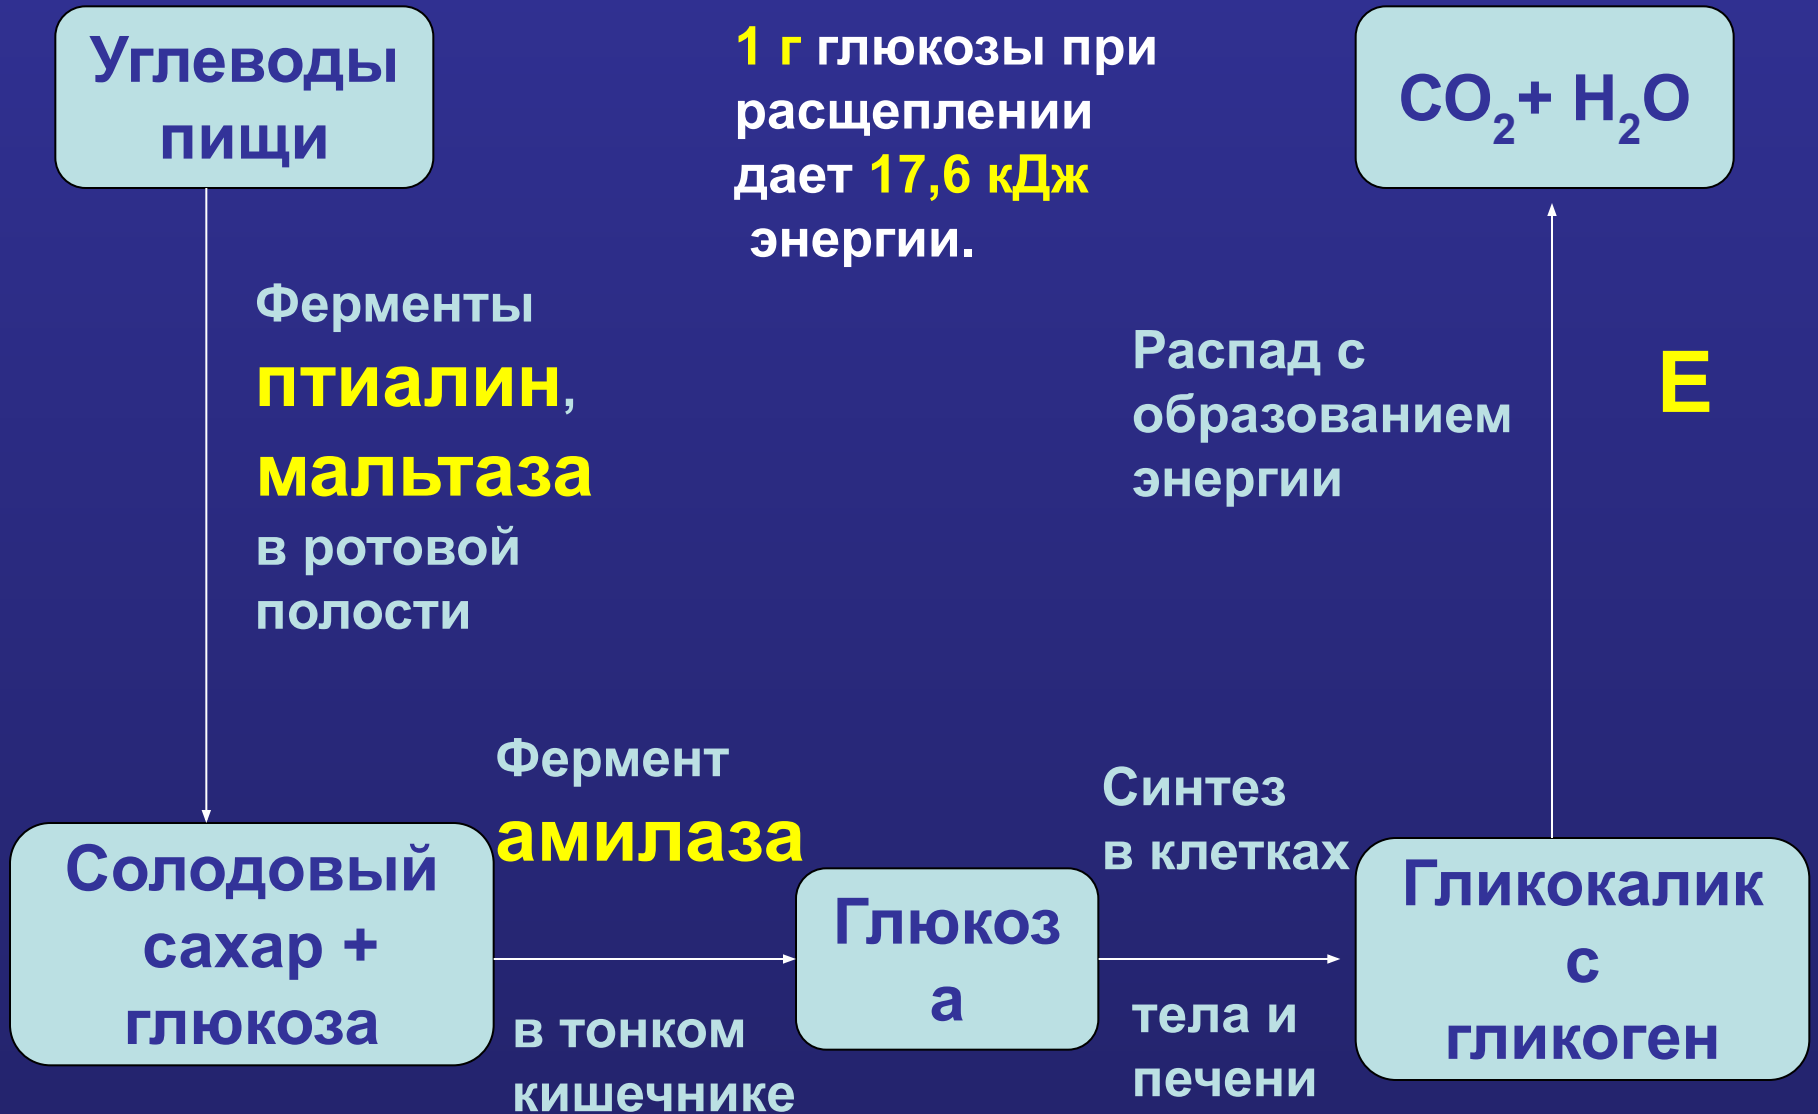 Углеводы
пищи
1 г глюкозы при
расщеплении
дает 17,6 кДж
энергии.
CO₂+ H₂O
Ферменты
птиалин,
мальтаза
в ротовой
полости
Распад с
образованием
энергии
Е
Фермент
амилаза
Синтез
в клетках
Солодовый
сахар +
глюкоза
Глюкоз
а
Гликокалик
с
гликоген
в тонком
кишечнике
тела и
печени